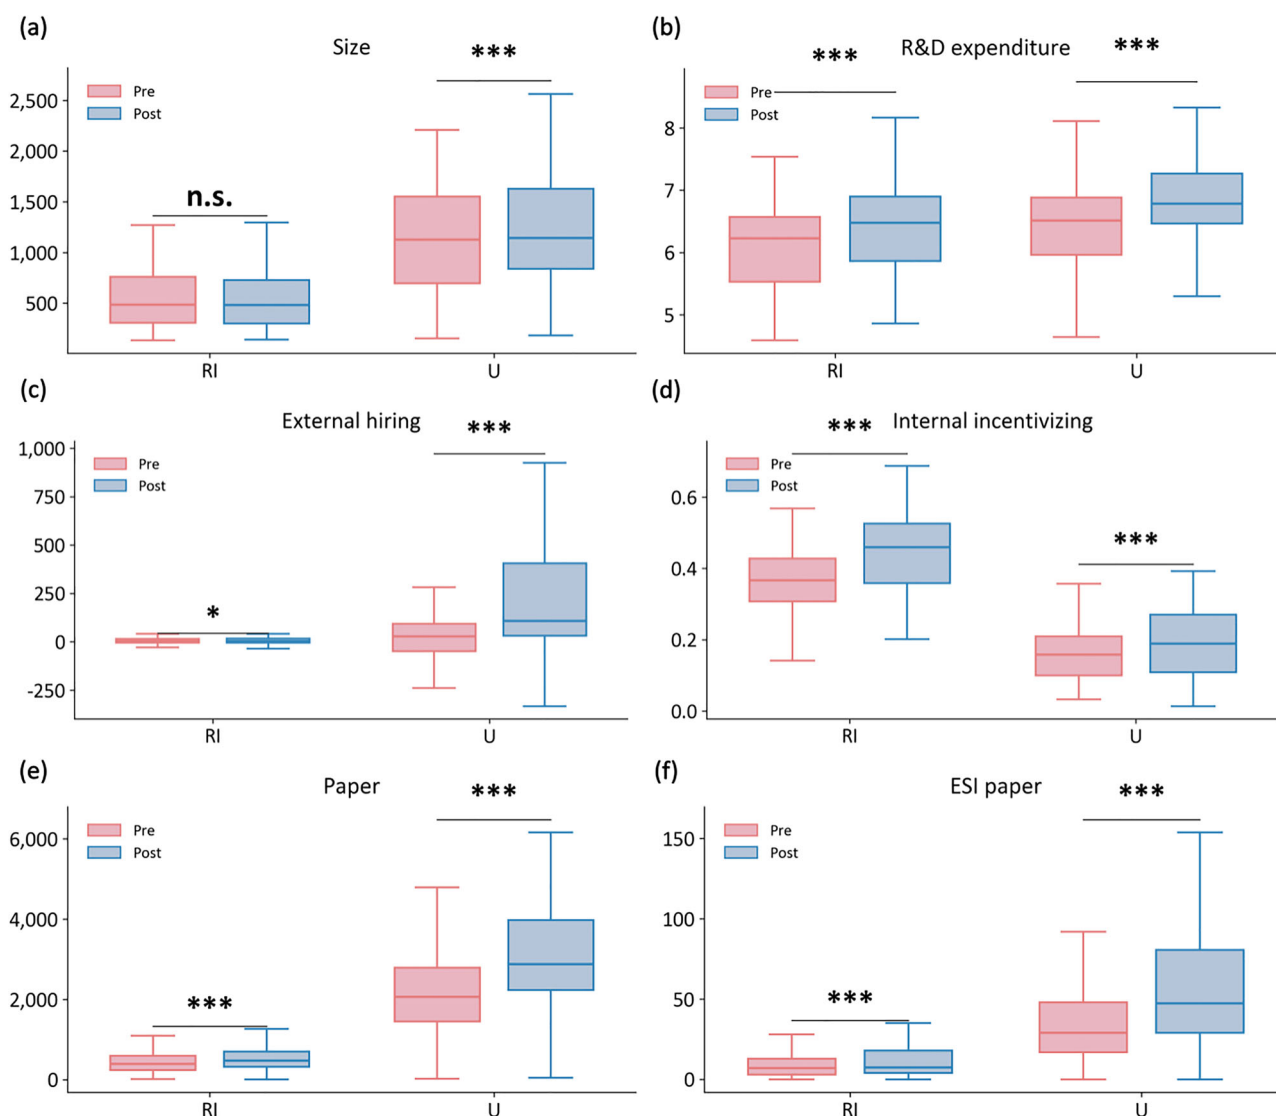 (a)
Size
***
Pre
Post
2,500
2,000
1,500
1,000
500
n.s.
RI
U
(b)
R&D expenditure
***
***
Pre
Post
8
7
6
5
RI
U
(c)
External hiring
***
1,000
750
500
250
0
-250
Pre
Post
*
RI
U
(d)
Internal incentivizing
***
Pre
Post
0.6
0.4
0.2
0.0
***
RI
U
(e)
Paper
***
Pre
Post
6,000
4,000
2,000
0
***
RI
U
(f)
ESI paper
***
Pre
Post
150
100
50
0
***
RI
U